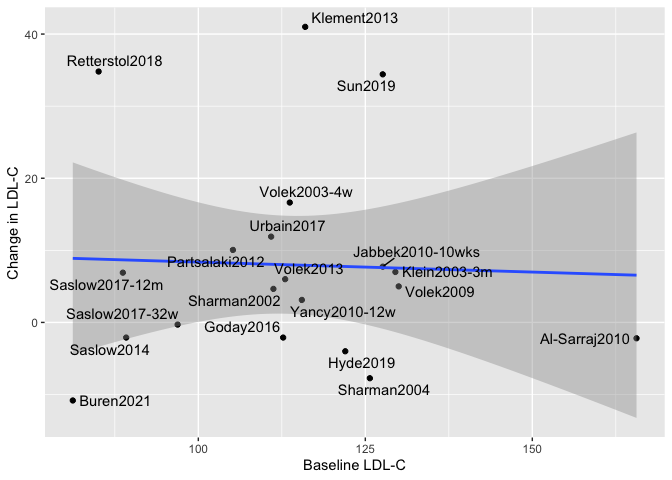 Klement2013
40
Retterstol2018
Sun2019
20
Volek2003-4w
Urbain2017
Jabbek2010-10wks
Partsalaki2012
Volek2013
Klein2003-3m
Saslow2017-12m
Volek2009
Sharman2002
Yancy2010-12w
Saslow2017-32w
Goday2016
0
Al-Sarraj2010
Saslow2014
Hyde2019
Sharman2004
Buren2021
Change in LDL-C
100
125
150
Baseline LDL-C